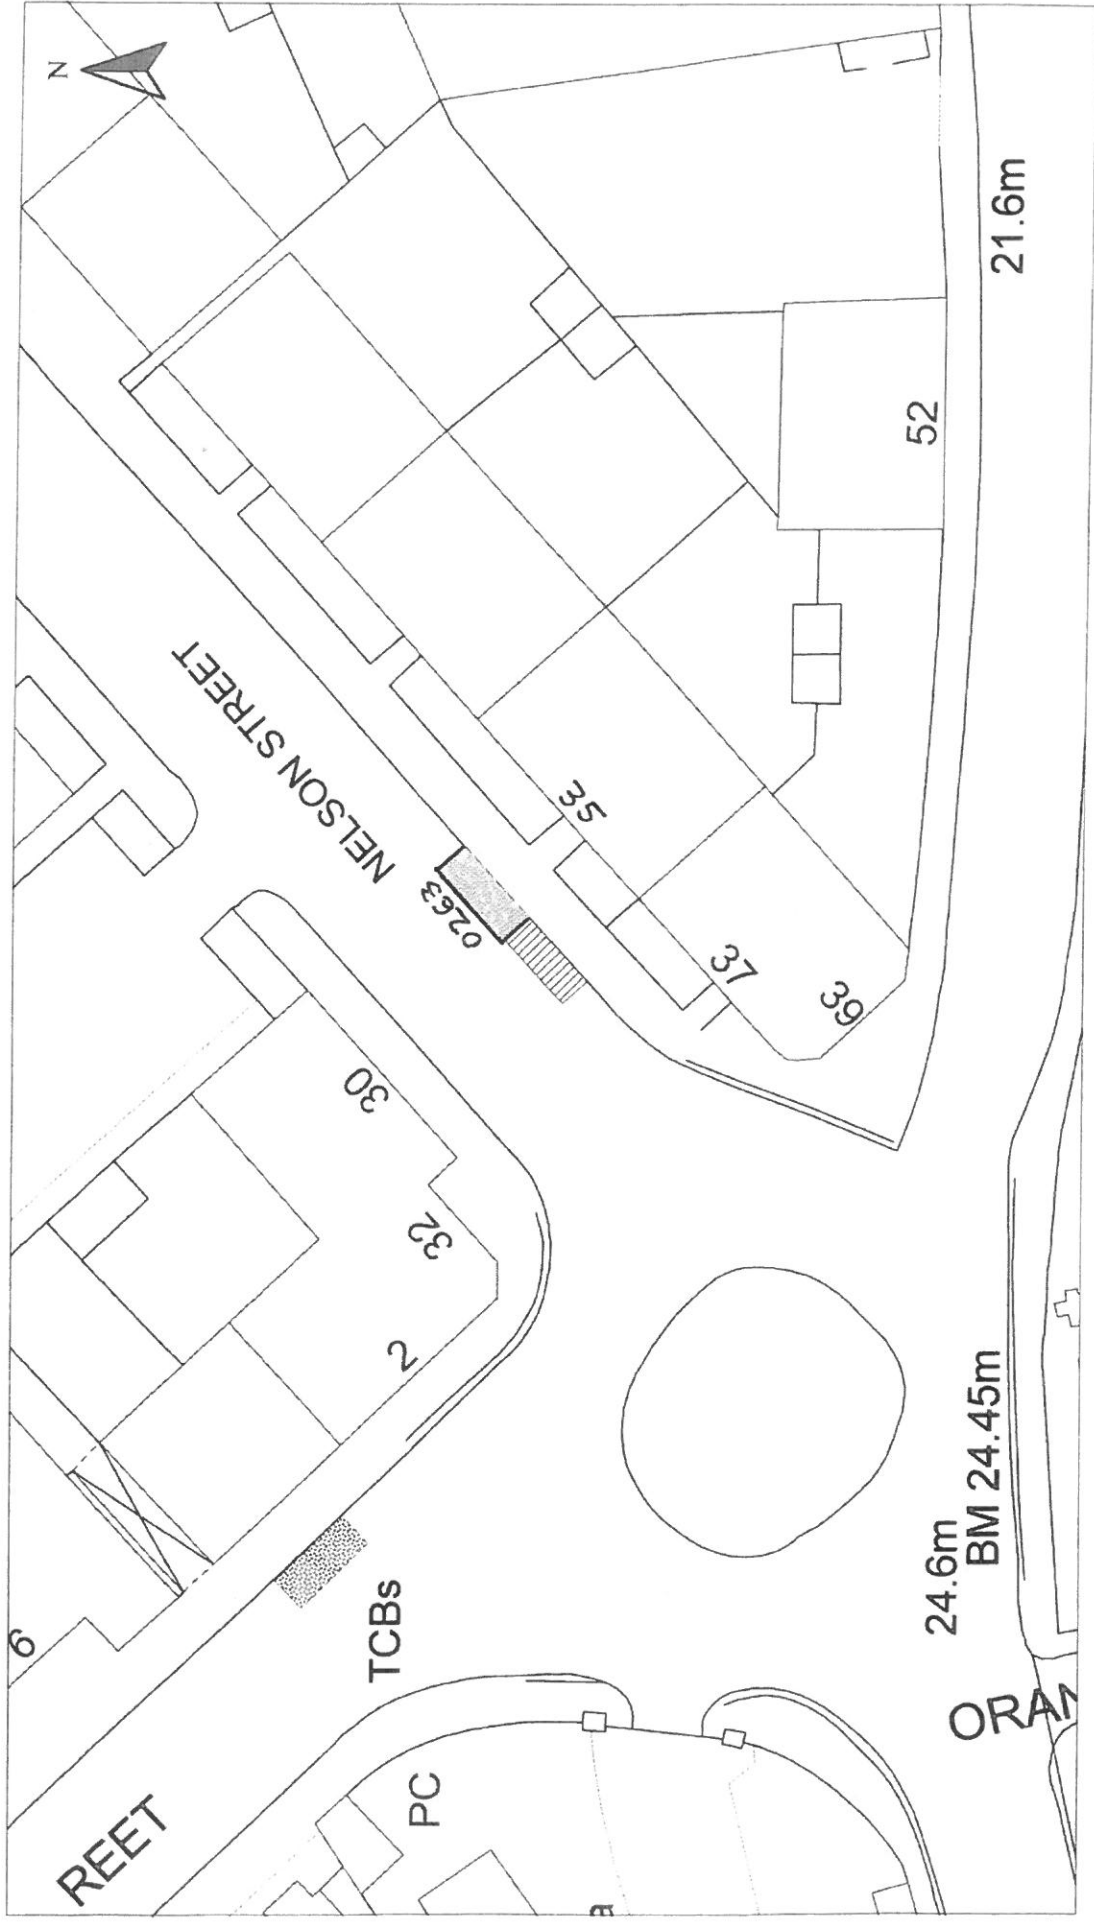 N
NELSON STREET
0263
35
37
39
30
32
2
6
52
21.6m
TCBs
24.6m
BM 24.45m
REET
PC
ORAN
a